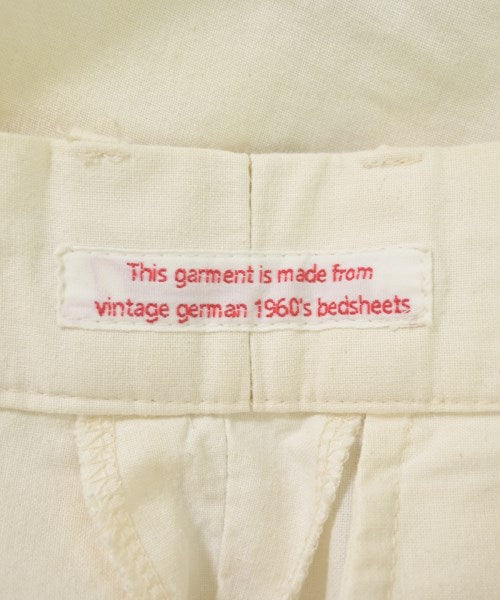 This garment is made from
vintage german 1960's bedsheets